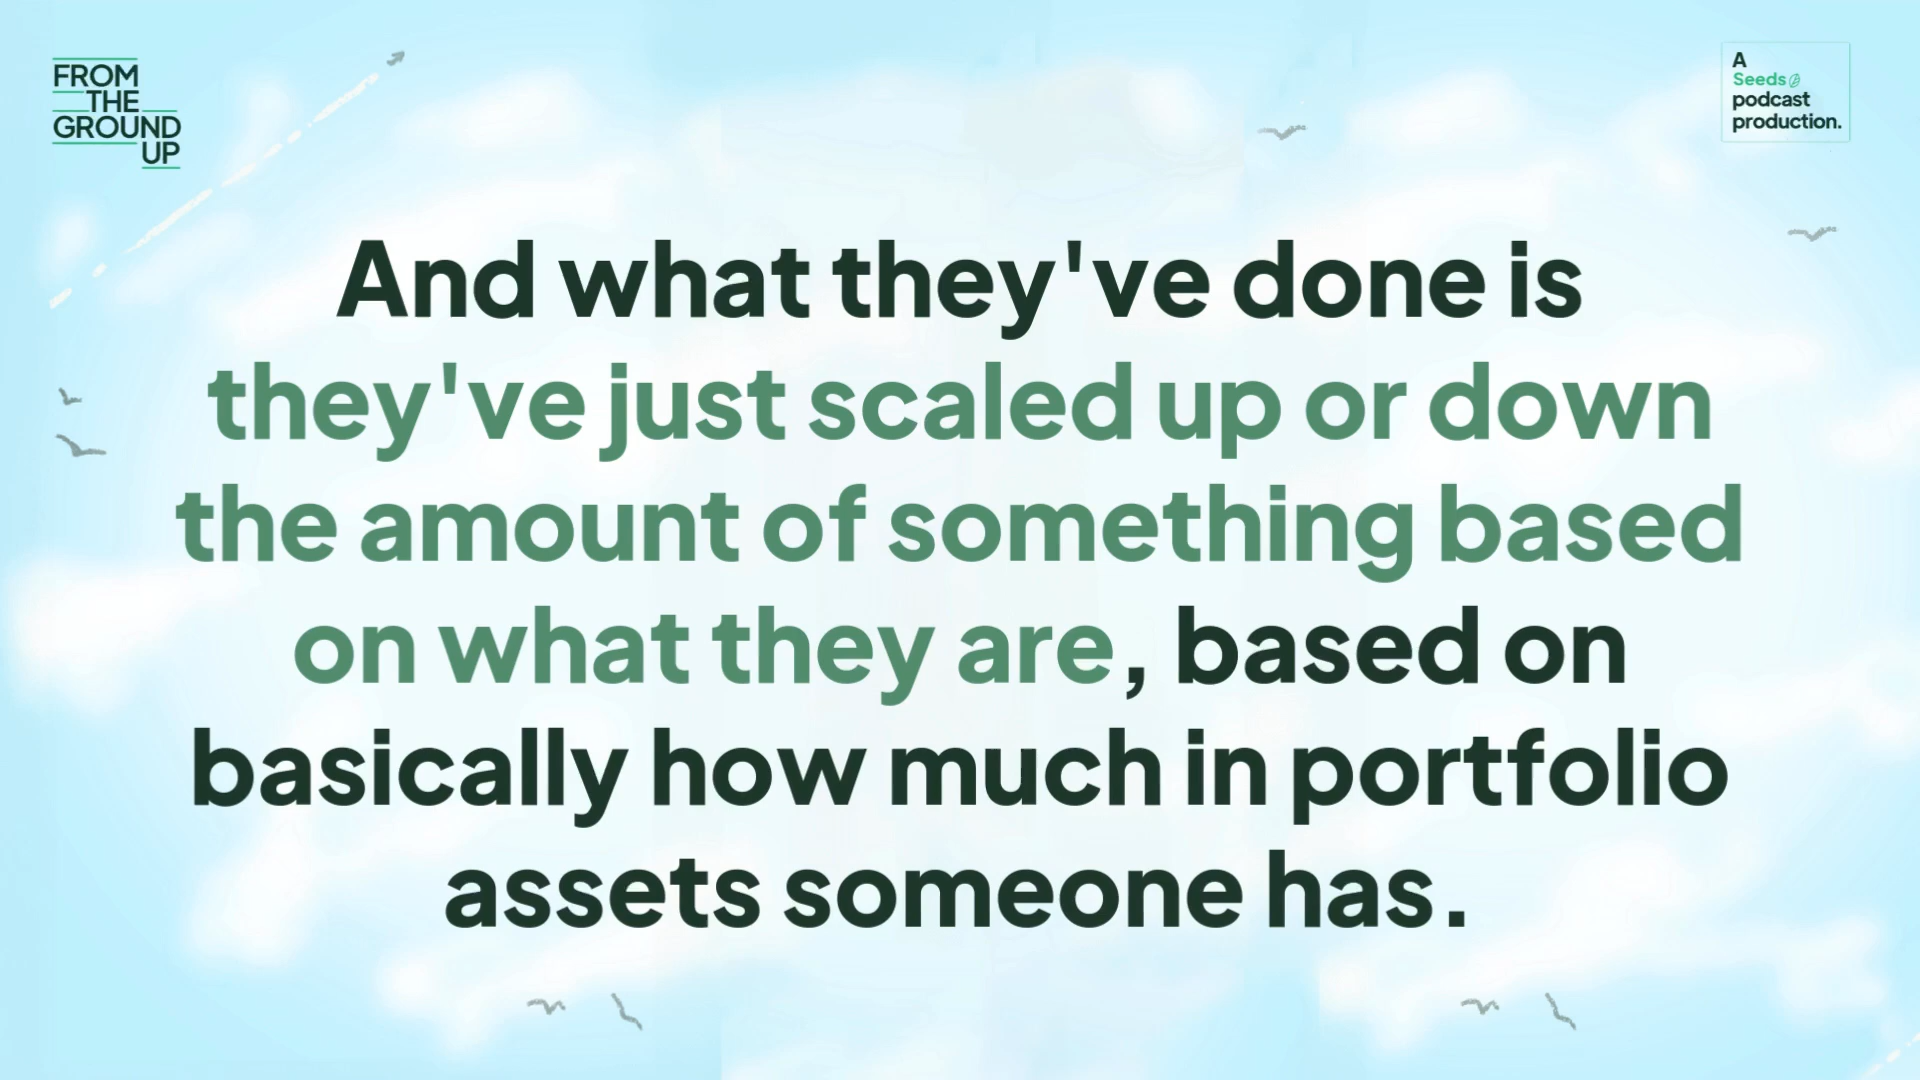 FROM
THE
GROUND
UP
A
Seeds
podcast
production.
And what they've done is
they've just scaled up or down
the amount of something based
on what they are, based on
basically how much in portfolio
assets someone has.